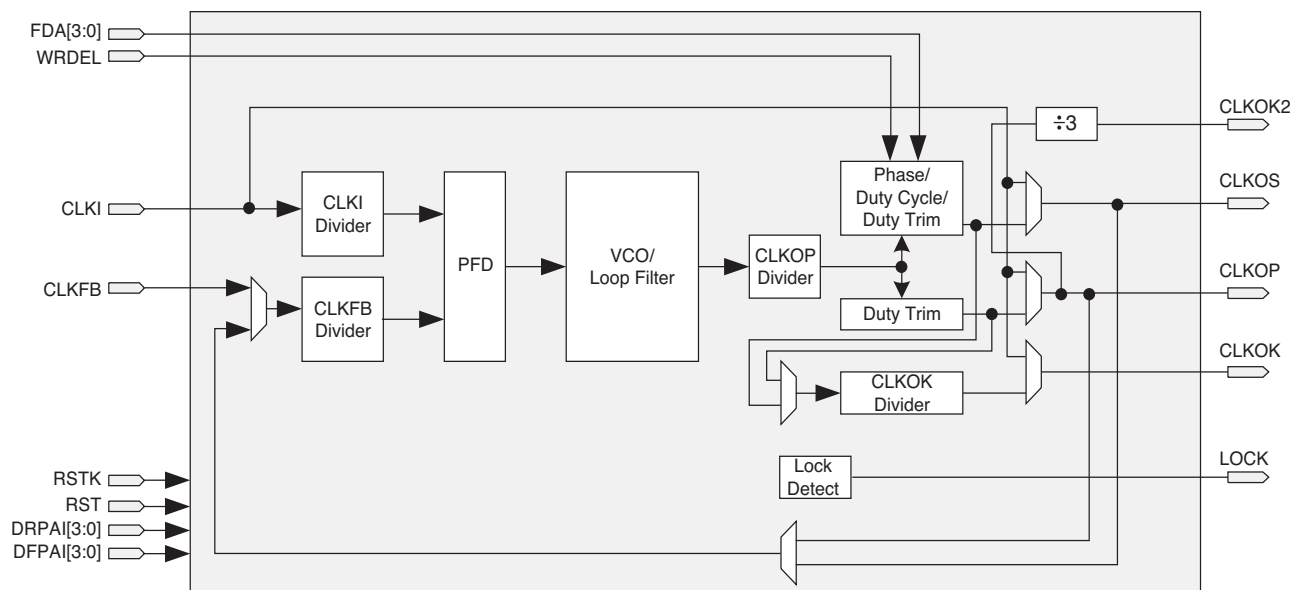 FDA[3:0]
WRDEL
CLKI
CLKFB
RSTK
RST
DRPAI[3:0]
DFPAI[3:0]
CLKI
Divider
CLKFB
Divider
PFD
VCO/
Loop Filter
CLKOP
Divider
Phase/
Duty Cycle/
Duty Trim
Duty Trim
CLKOK
Divider
Lock
Detect
÷3
CLKOK2
CLKOS
CLKOP
CLKOK
LOCK